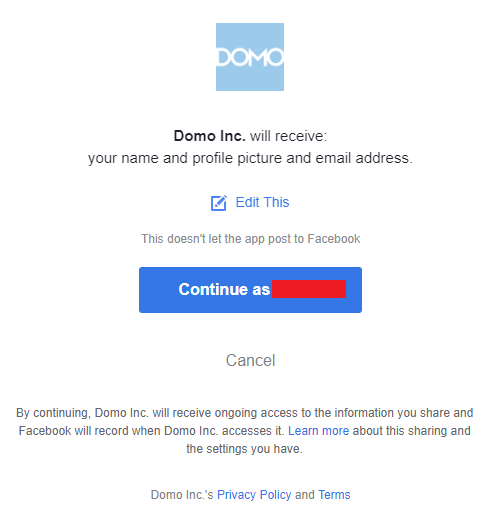 DOMO
Domo Inc. will receive:
your name and profile picture and email address.
Edit This
This doesn't let the app post to Facebook
Continue as
Cancel
By continuing, Domo Inc. will receive ongoing access to the information you share and
Facebook will record when Domo Inc. accesses it. Learn more about this sharing and
the settings you have.
Domo Inc.'s Privacy Policy and Terms